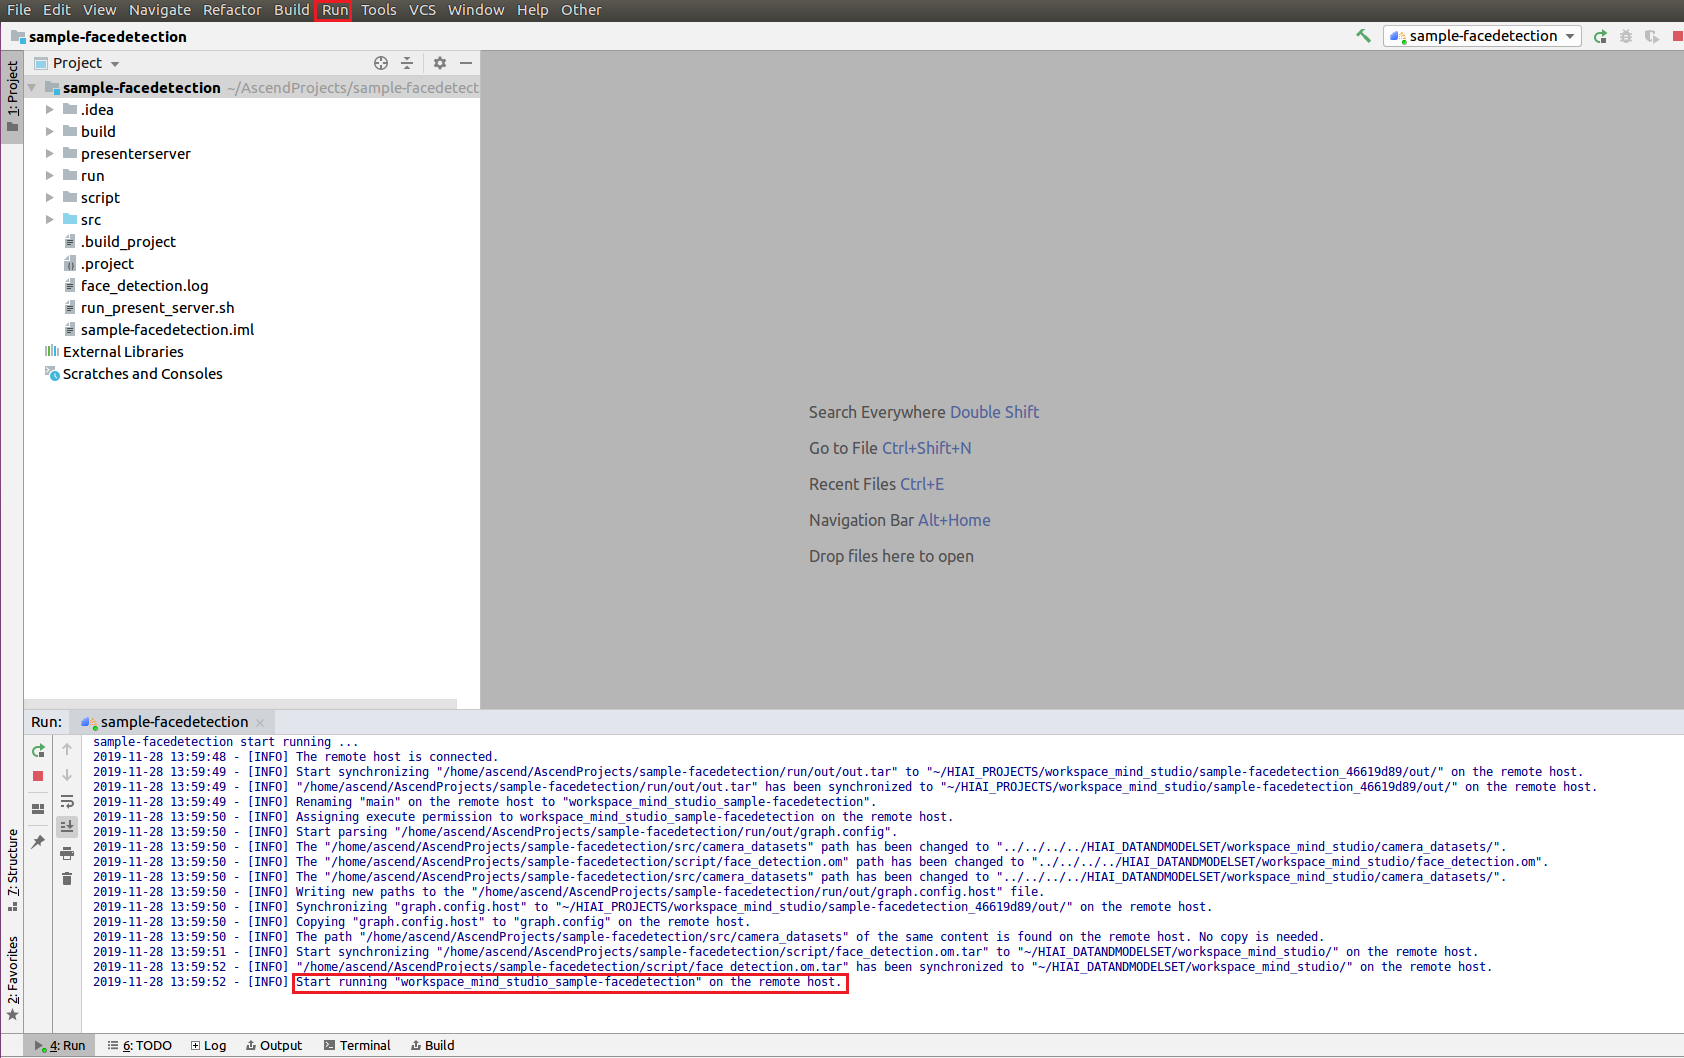 File Edit View Navigate Refactor Build Run Tools VCS Window Help Other
sample-facedetection
sample-facedetection
1: Project
Project
sample-facedetection ~/AscendProjects/sample-facedetect
.idea
build
presenterserver
run
script
src
.build_project
.project
face_detection.log
run_present_server.sh
sample-facedetection.iml
External Libraries
Scratches and Consoles
Search Everywhere Double Shift
Go to File Ctrl+Shift+N
Recent Files Ctrl+E
Navigation Bar Alt+Home
Drop files here to open
Run: sample-facedetection
sample-facedetection start running ...
2019-11-28 13:59:48 - [INFO] The remote host is connected.
2019-11-28 13:59:49 - [INFO] Start synchronizing "/home/ascend/AscendProjects/sample-facedetection/run/out/out.tar" to "~/HIAI_PROJECTS/workspace_mind_studio/sample-facedetection_46619d89/out/" on the remote host.
2019-11-28 13:59:49 - [INFO] "/home/ascend/AscendProjects/sample-facedetection/run/out/out.tar" has been synchronized to "~/HIAI_PROJECTS/workspace_mind_studio/sample-facedetection_46619d89/out/" on the remote host.
2019-11-28 13:59:49 - [INFO] Renaming "main" on the remote host to "workspace_mind_studio_sample-facedetection".
2019-11-28 13:59:50 - [INFO] Assigning execute permission to workspace_mind_studio_sample-facedetection on the remote host.
2019-11-28 13:59:50 - [INFO] Start parsing "/home/ascend/AscendProjects/sample-facedetection/run/out/graph.config".
2019-11-28 13:59:50 - [INFO] The "/home/ascend/AscendProjects/sample-facedetection/src/camera_datasets" path has been changed to "../../../../HIAI_DATANDMODELSET/workspace_mind_studio/camera_datasets/".
2019-11-28 13:59:50 - [INFO] The "/home/ascend/AscendProjects/sample-facedetection/script/face_detection.om" path has been changed to "../../../../HIAI_DATANDMODELSET/workspace_mind_studio/face_detection.om".
2019-11-28 13:59:50 - [INFO] The "/home/ascend/AscendProjects/sample-facedetection/src/camera_datasets" path has been changed to "../../../../HIAI_DATANDMODELSET/workspace_mind_studio/camera_datasets/".
2019-11-28 13:59:50 - [INFO] Writing new paths to the "/home/ascend/AscendProjects/sample-facedetection/run/out/graph.config.host" file.
2019-11-28 13:59:50 - [INFO] Synchronizing "graph.config.host" to "~/HIAI_PROJECTS/workspace_mind_studio/sample-facedetection_46619d89/out/" on the remote host.
2019-11-28 13:59:50 - [INFO] Copying "graph.config.host" to "graph.config" on the remote host.
2019-11-28 13:59:50 - [INFO] The path "/home/ascend/AscendProjects/sample-facedetection/src/camera_datasets" of the same content is found on the remote host. No copy is needed.
2019-11-28 13:59:51 - [INFO] Start synchronizing "/home/ascend/AscendProjects/sample-facedetection/script/face_detection.om.tar" to "~/HIAI_DATANDMODELSET/workspace_mind_studio/" on the remote host.
2019-11-28 13:59:52 - [INFO] "/home/ascend/AscendProjects/sample-facedetection/script/face_detection.om.tar" has been synchronized to "~/HIAI_DATANDMODELSET/workspace_mind_studio/" on the remote host.
2019-11-28 13:59:52 - [INFO] Start running "workspace_mind_studio_sample-facedetection" on the remote host.
7: Structure
2: Favorites
4: Run 6: TODO Log Output Terminal Build